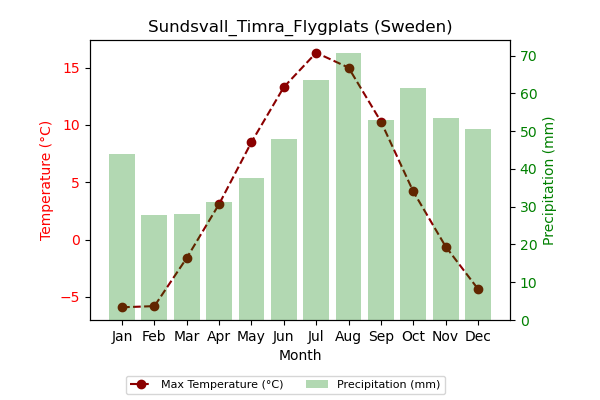 Sundsvall_Timra_Flygplats (Sweden)
Temperature (°C)
15
10
5
0
−5
Precipitation (mm)
70
60
50
40
30
20
10
0
Jan Feb Mar Apr May Jun Jul Aug Sep Oct Nov Dec
Month
Max Temperature (°C) Precipitation (mm)